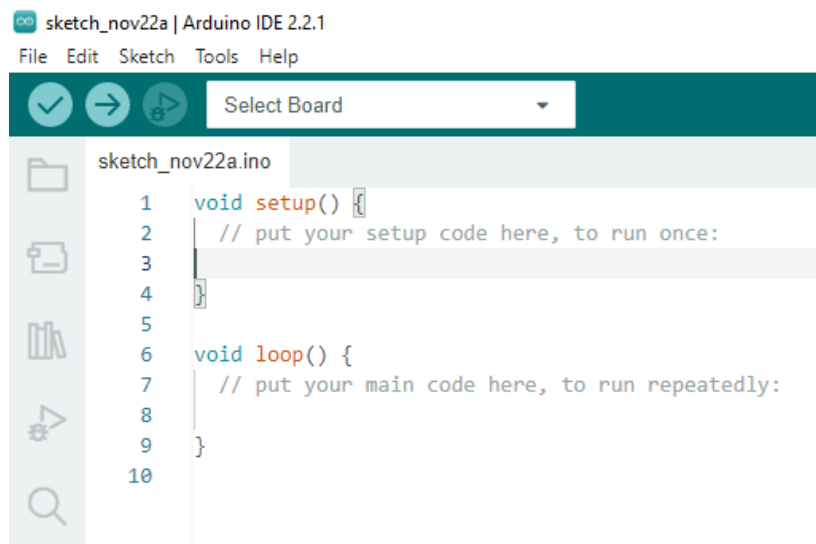 sketch_nov22a | Arduino IDE 2.2.1
File Edit Sketch Tools Help
Select Board
sketch_nov22a.ino
1 void setup() {
2 // put your setup code here, to run once:
3
4 }
5
6 void loop() {
7 // put your main code here, to run repeatedly:
8
9 }
10